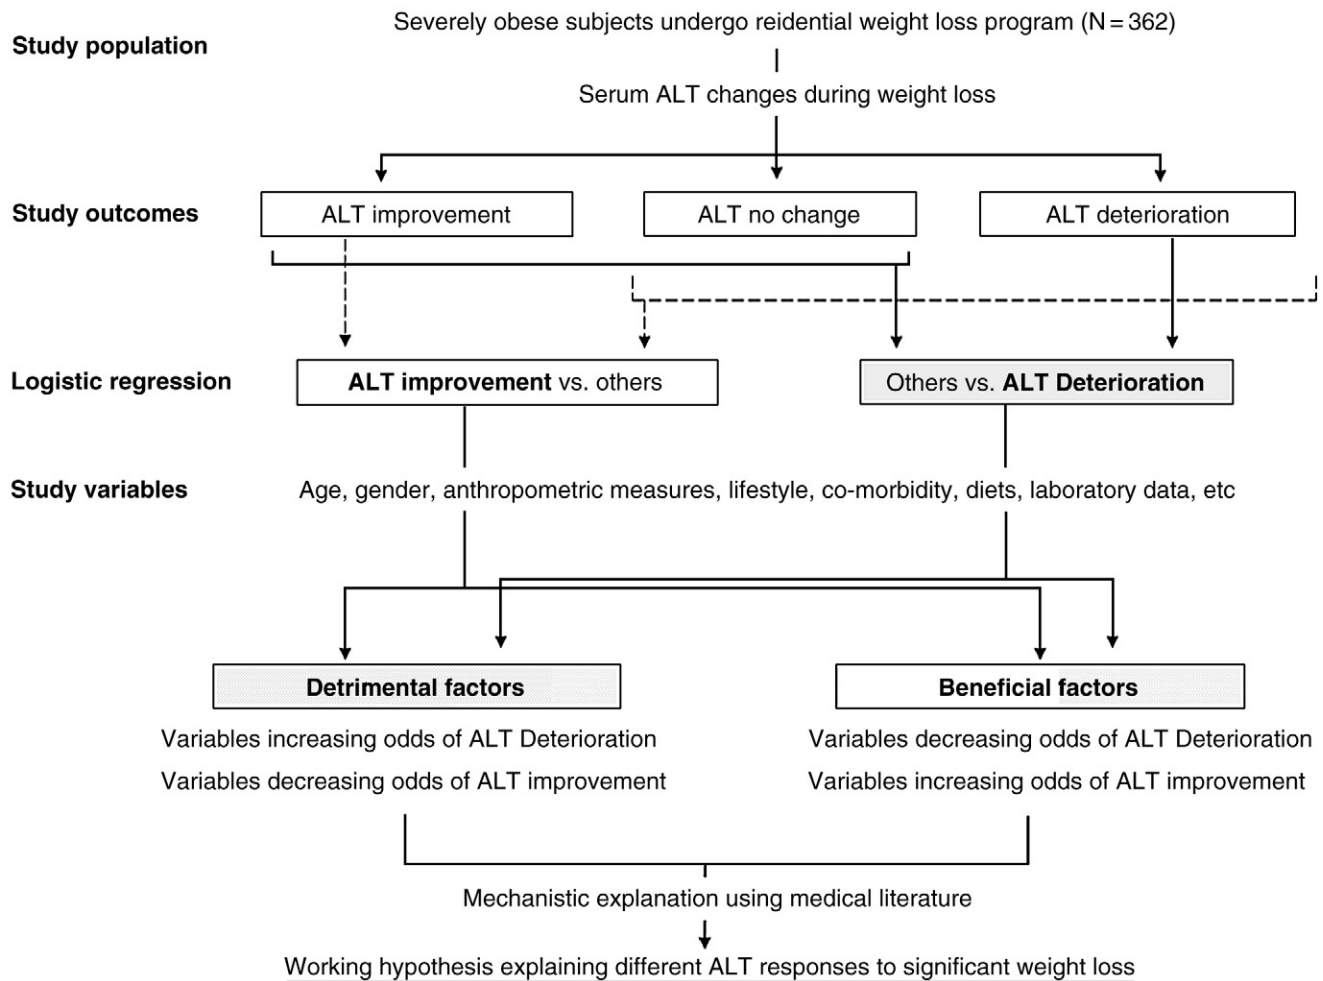 Severely obese subjects undergo reidential weight loss program (N = 362)
Study population
Serum ALT changes during weight loss
Study outcomes
ALT improvement
ALT no change
ALT deterioration
Logistic regression
ALT improvement vs. others
Others vs. ALT Deterioration
Study variables
Age, gender, anthropometric measures, lifestyle, co-morbidity, diets, laboratory data, etc
Detrimental factors
Beneficial factors
Variables increasing odds of ALT Deterioration
Variables decreasing odds of ALT Deterioration
Variables decreasing odds of ALT improvement
Variables increasing odds of ALT improvement
Mechanistic explanation using medical literature
Working hypothesis explaining different ALT responses to significant weight loss